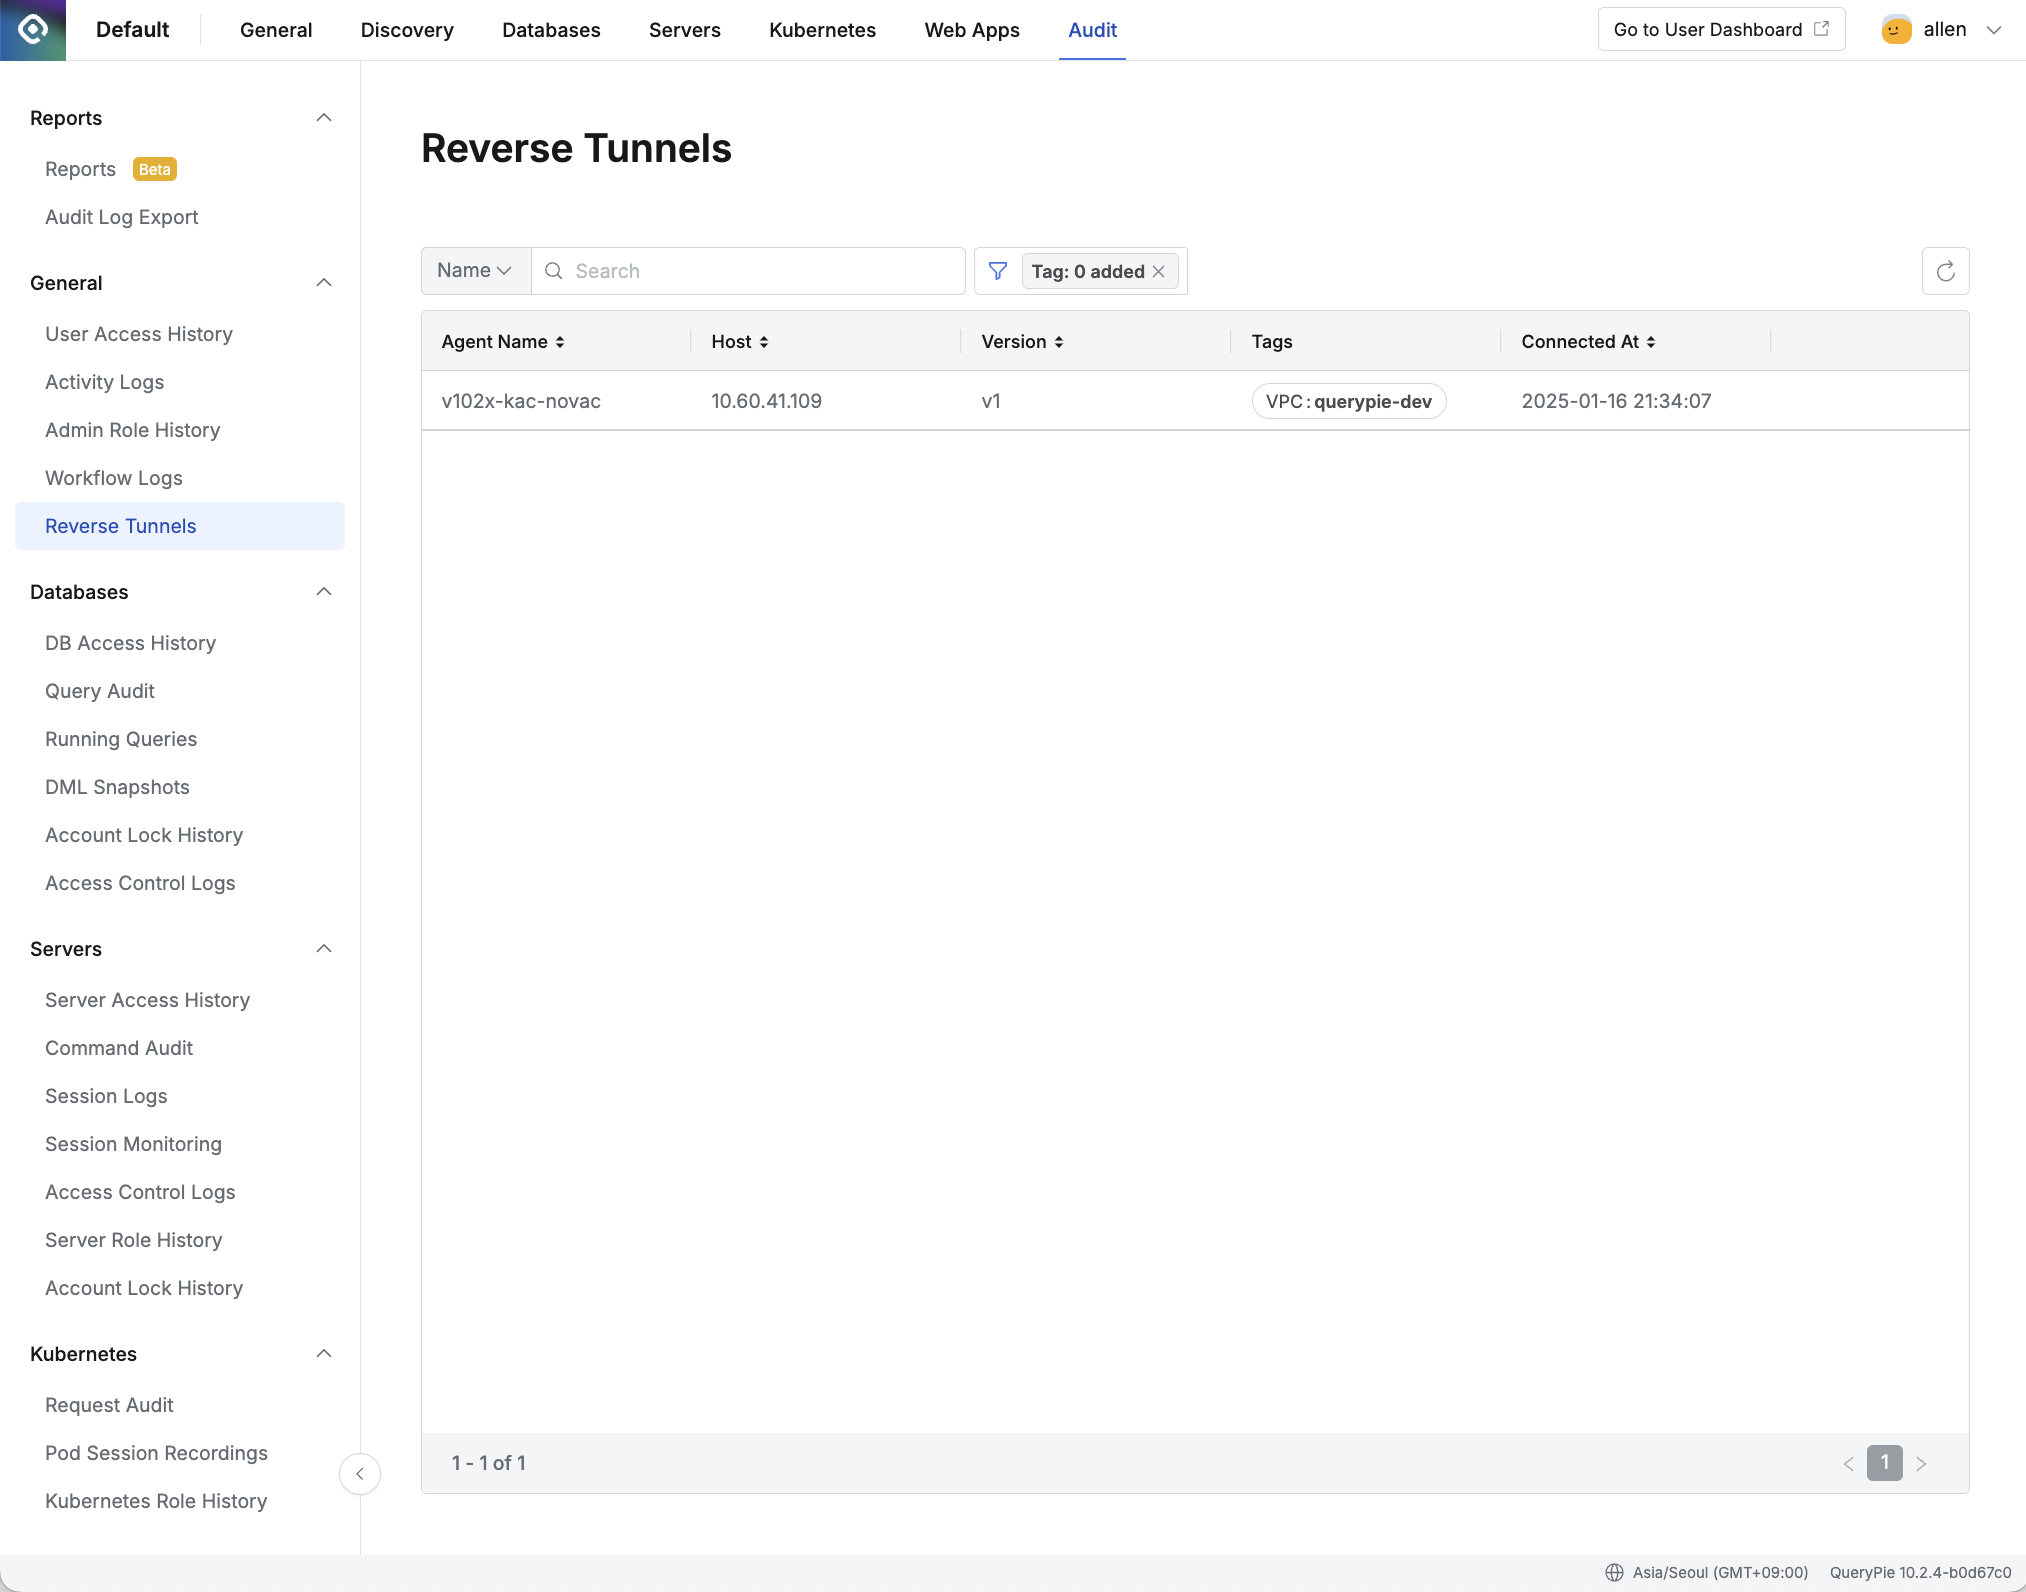 Default
General
Discovery
Databases
Servers
Kubernetes
Web Apps
Audit
Go to User Dashboard
allen
Reports
Reports Beta
Audit Log Export
General
User Access History
Activity Logs
Admin Role History
Workflow Logs
Reverse Tunnels
Databases
DB Access History
Query Audit
Running Queries
DML Snapshots
Account Lock History
Access Control Logs
Servers
Server Access History
Command Audit
Session Logs
Session Monitoring
Access Control Logs
Server Role History
Account Lock History
Kubernetes
Request Audit
Pod Session Recordings
Kubernetes Role History
Reverse Tunnels
Name
Search
Tag: 0 added
Agent Name Host Version Tags Connected At
v102x-kac-novac 10.60.41.109 v1 VPC:querypie-dev 2025-01-16 21:34:07
1 - 1 of 1
1
Asia/Seoul (GMT+09:00) QueryPie 10.2.4-b0d67c0